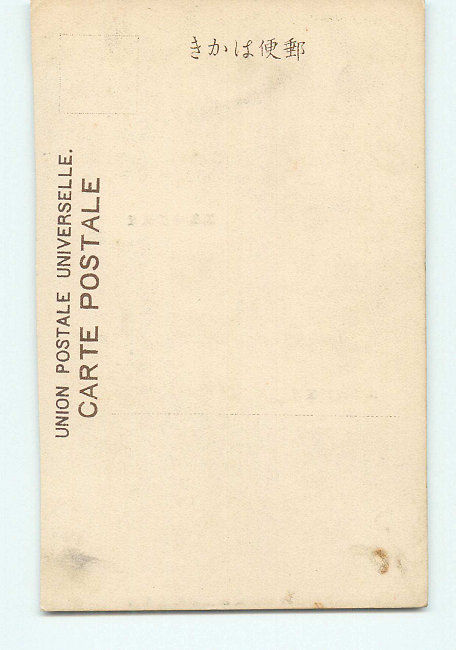 郵便はかき
UNION POSTALE UNIVERSELLE.
CARTE POSTALE